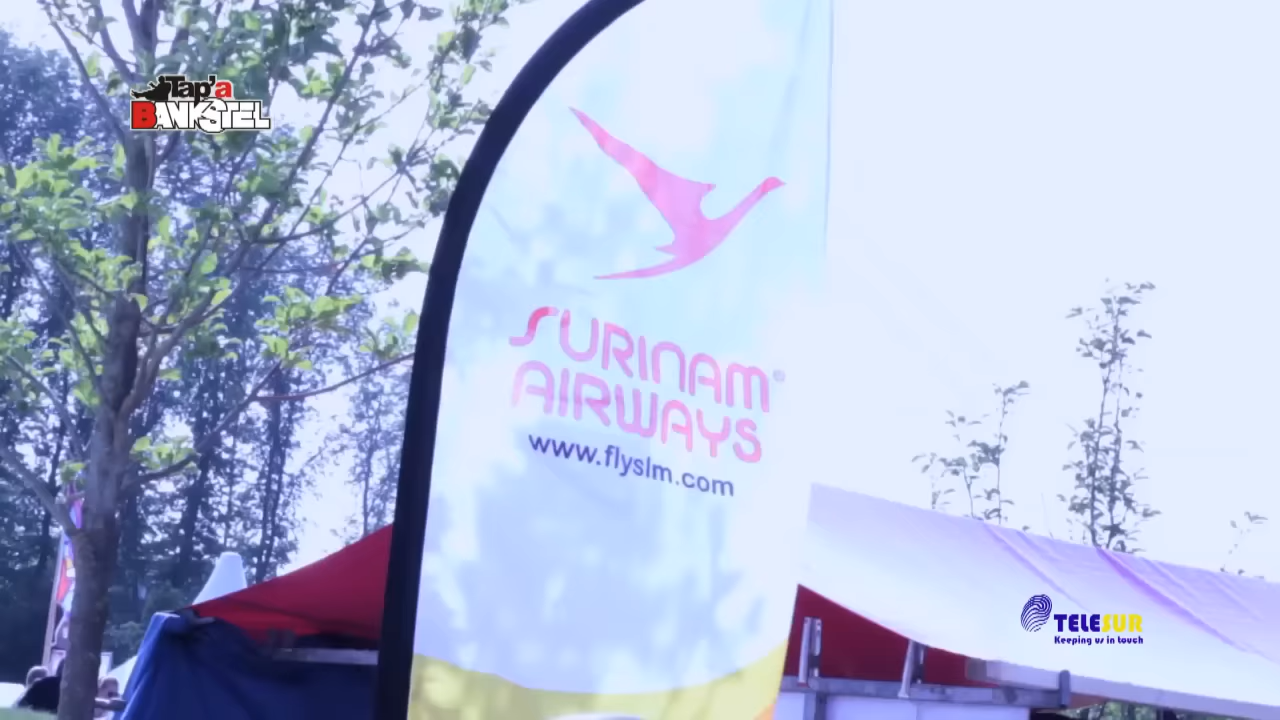 Tap'a
BANKSTEL
SURINAM
AIRWAYS
www.flyslm.com
TELESUR
Keeping us in touch